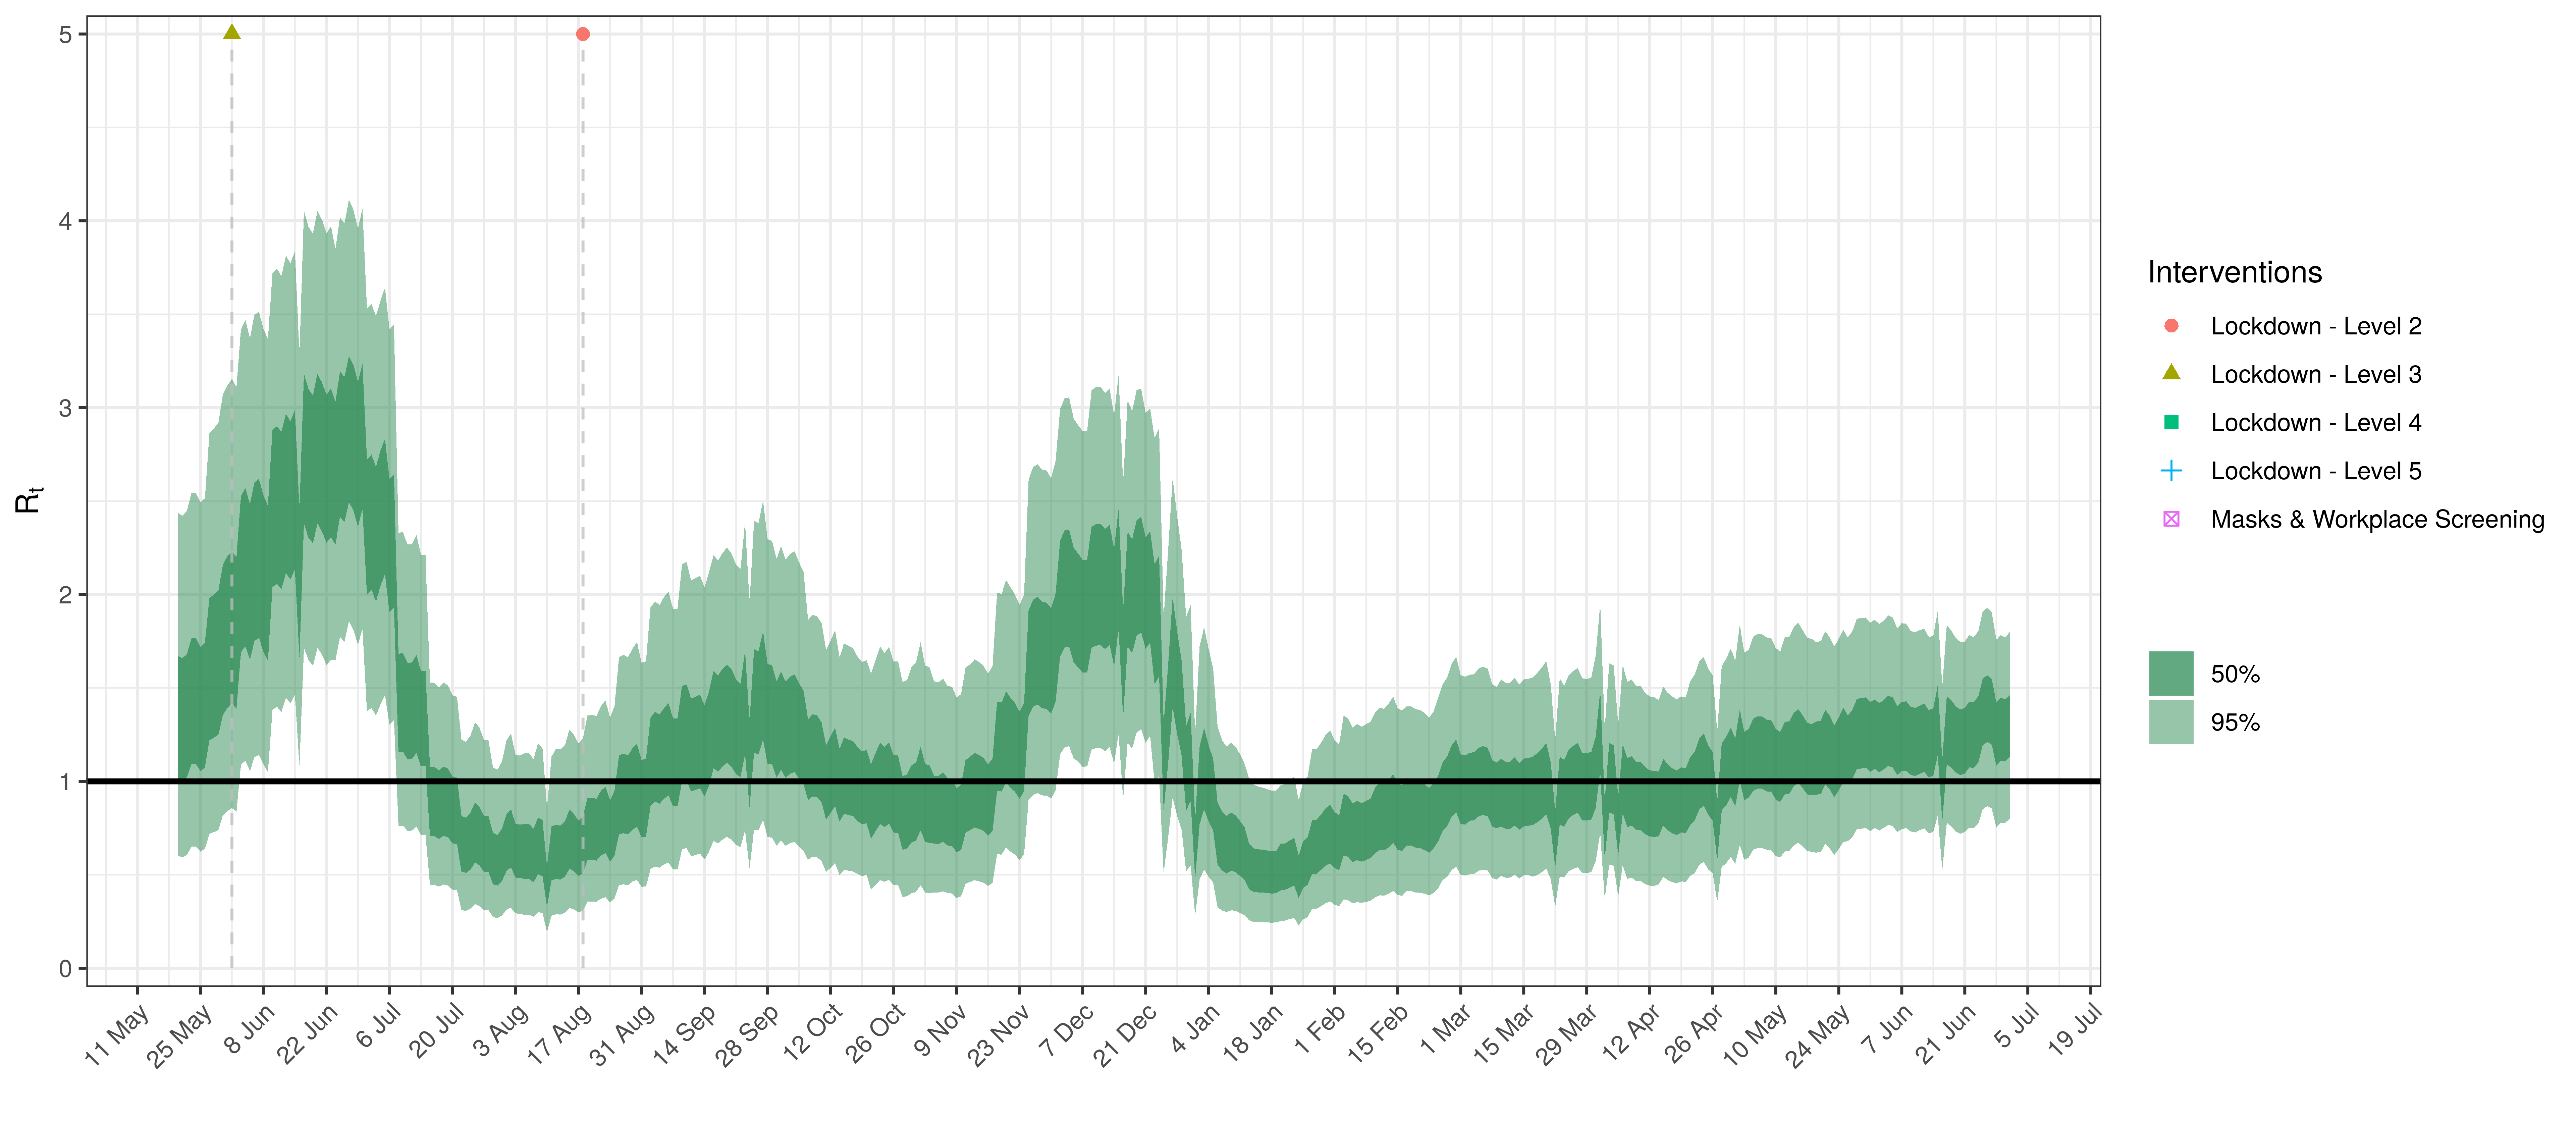 5
4
3
2
1
0
Rt
11 May
25 May
8 Jun
22 Jun
6 Jul
20 Jul
3 Aug
17 Aug
31 Aug
14 Sep
28 Sep
12 Oct
26 Oct
9 Nov
23 Nov
7 Dec
21 Dec
4 Jan
18 Jan
1 Feb
15 Feb
1 Mar
15 Mar
29 Mar
12 Apr
26 Apr
10 May
24 May
7 Jun
21 Jun
5 Jul
19 Jul
Interventions
Lockdown - Level 2
Lockdown - Level 3
Lockdown - Level 4
Lockdown - Level 5
Masks & Workplace Screening
50%
95%